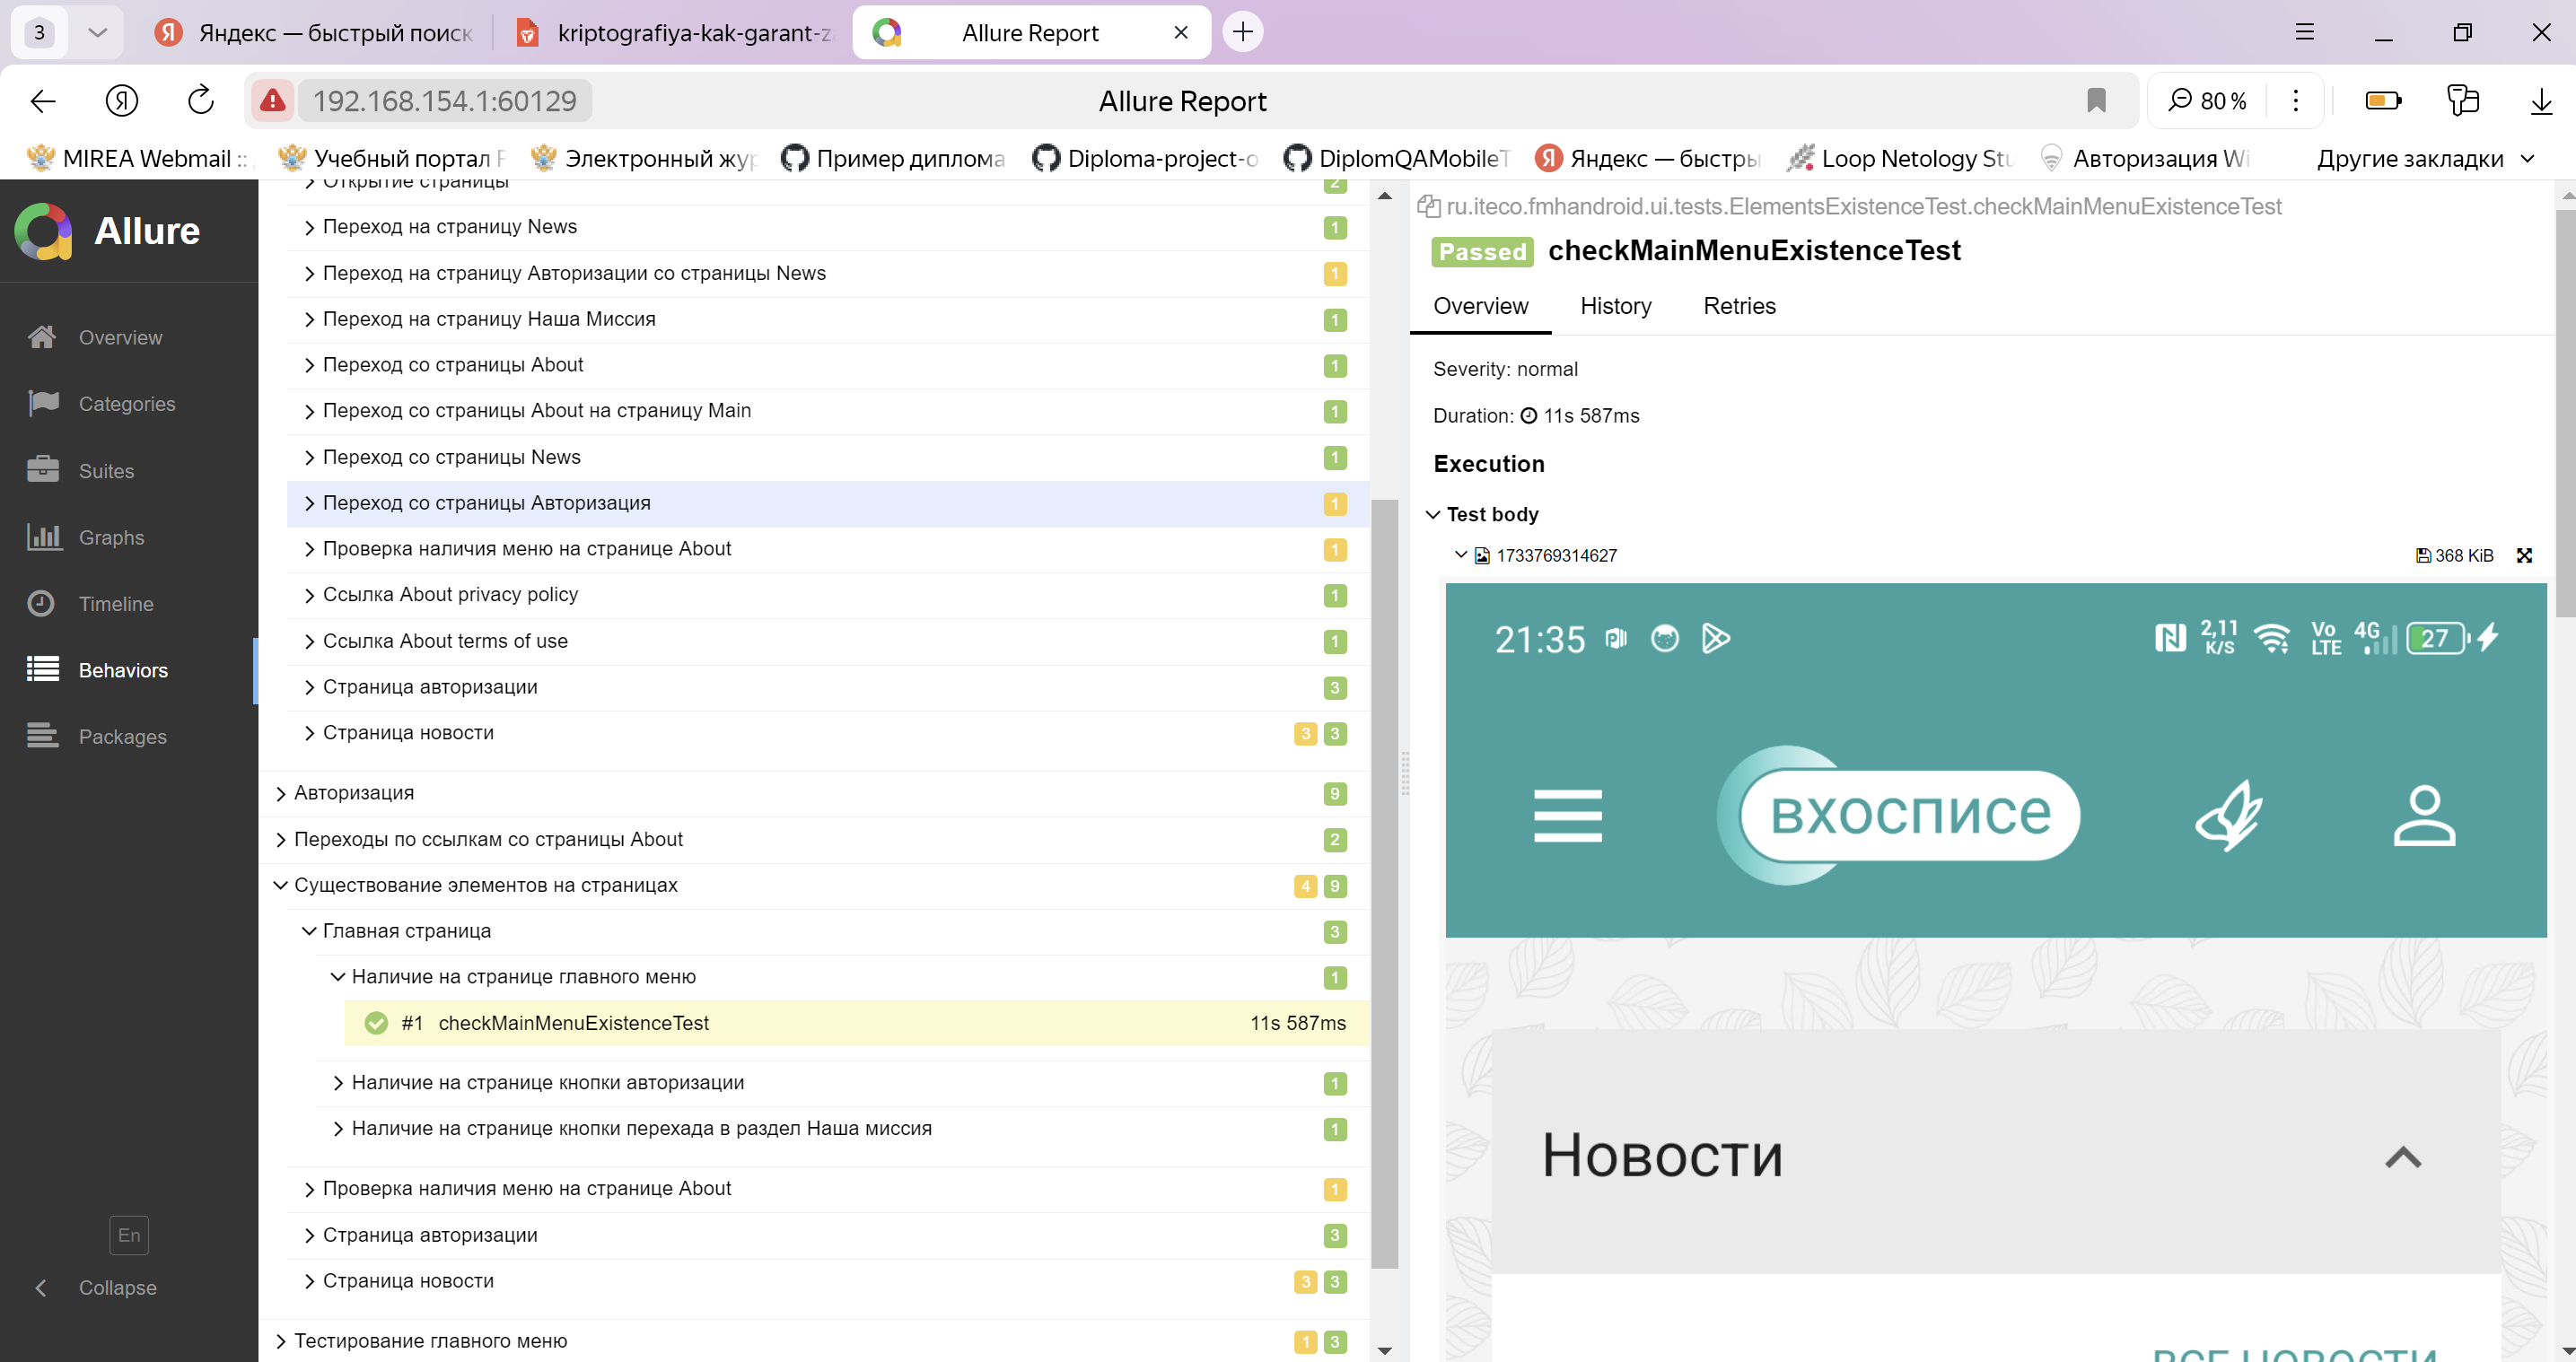 3
Яндекс — быстрый поиск
kriptografiya-kak-garant-z
Allure Report
192.168.154.1:60129
Allure Report
80 %
MIREA Webmail ::
Учебный портал
Электронный жур
Пример диплома
Diploma-project-o
DiplomQAMobileT
Яндекс — быстры
Loop Netology Stu
Авторизация Wi
Другие закладки
Allure
Overview
Categories
Suites
Graphs
Timeline
Behaviors
Packages
En
Collapse
Открытие страницы 2
Переход на страницу News 1
Переход на страницу Авторизации со страницы News 1
Переход на страницу Наша Миссия 1
Переход со страницы About 1
Переход со страницы About на страницу Main 1
Переход со страницы News 1
Переход со страницы Авторизация 1
Проверка наличия меню на странице About 1
Ссылка About privacy policy 1
Ссылка About terms of use 1
Страница авторизации 3
Страница новости 3 3
Авторизация 9
Переходы по ссылкам со страницы About 2
Существование элементов на страницах 4 9
Главная страница 3
Наличие на странице главного меню 1
#1 checkMainMenuExistenceTest 11s 587ms
Наличие на странице кнопки авторизации 1
Наличие на странице кнопки перехада в раздел Наша миссия 1
Проверка наличия меню на странице About 1
Страница авторизации 3
Страница новости 3 3
Тестирование главного меню 1 3
ru.iteco.fmhandroid.ui.tests.ElementsExistenceTest.checkMainMenuExistenceTest
Passed checkMainMenuExistenceTest
Overview History Retries
Severity: normal
Duration: 11s 587ms
Execution
Test body
1733769314627 368 KiB
21:35 2,11 K/S Vo LTE 4G 27
вхосписе
Новости
ВСЕ НОВОСТИ